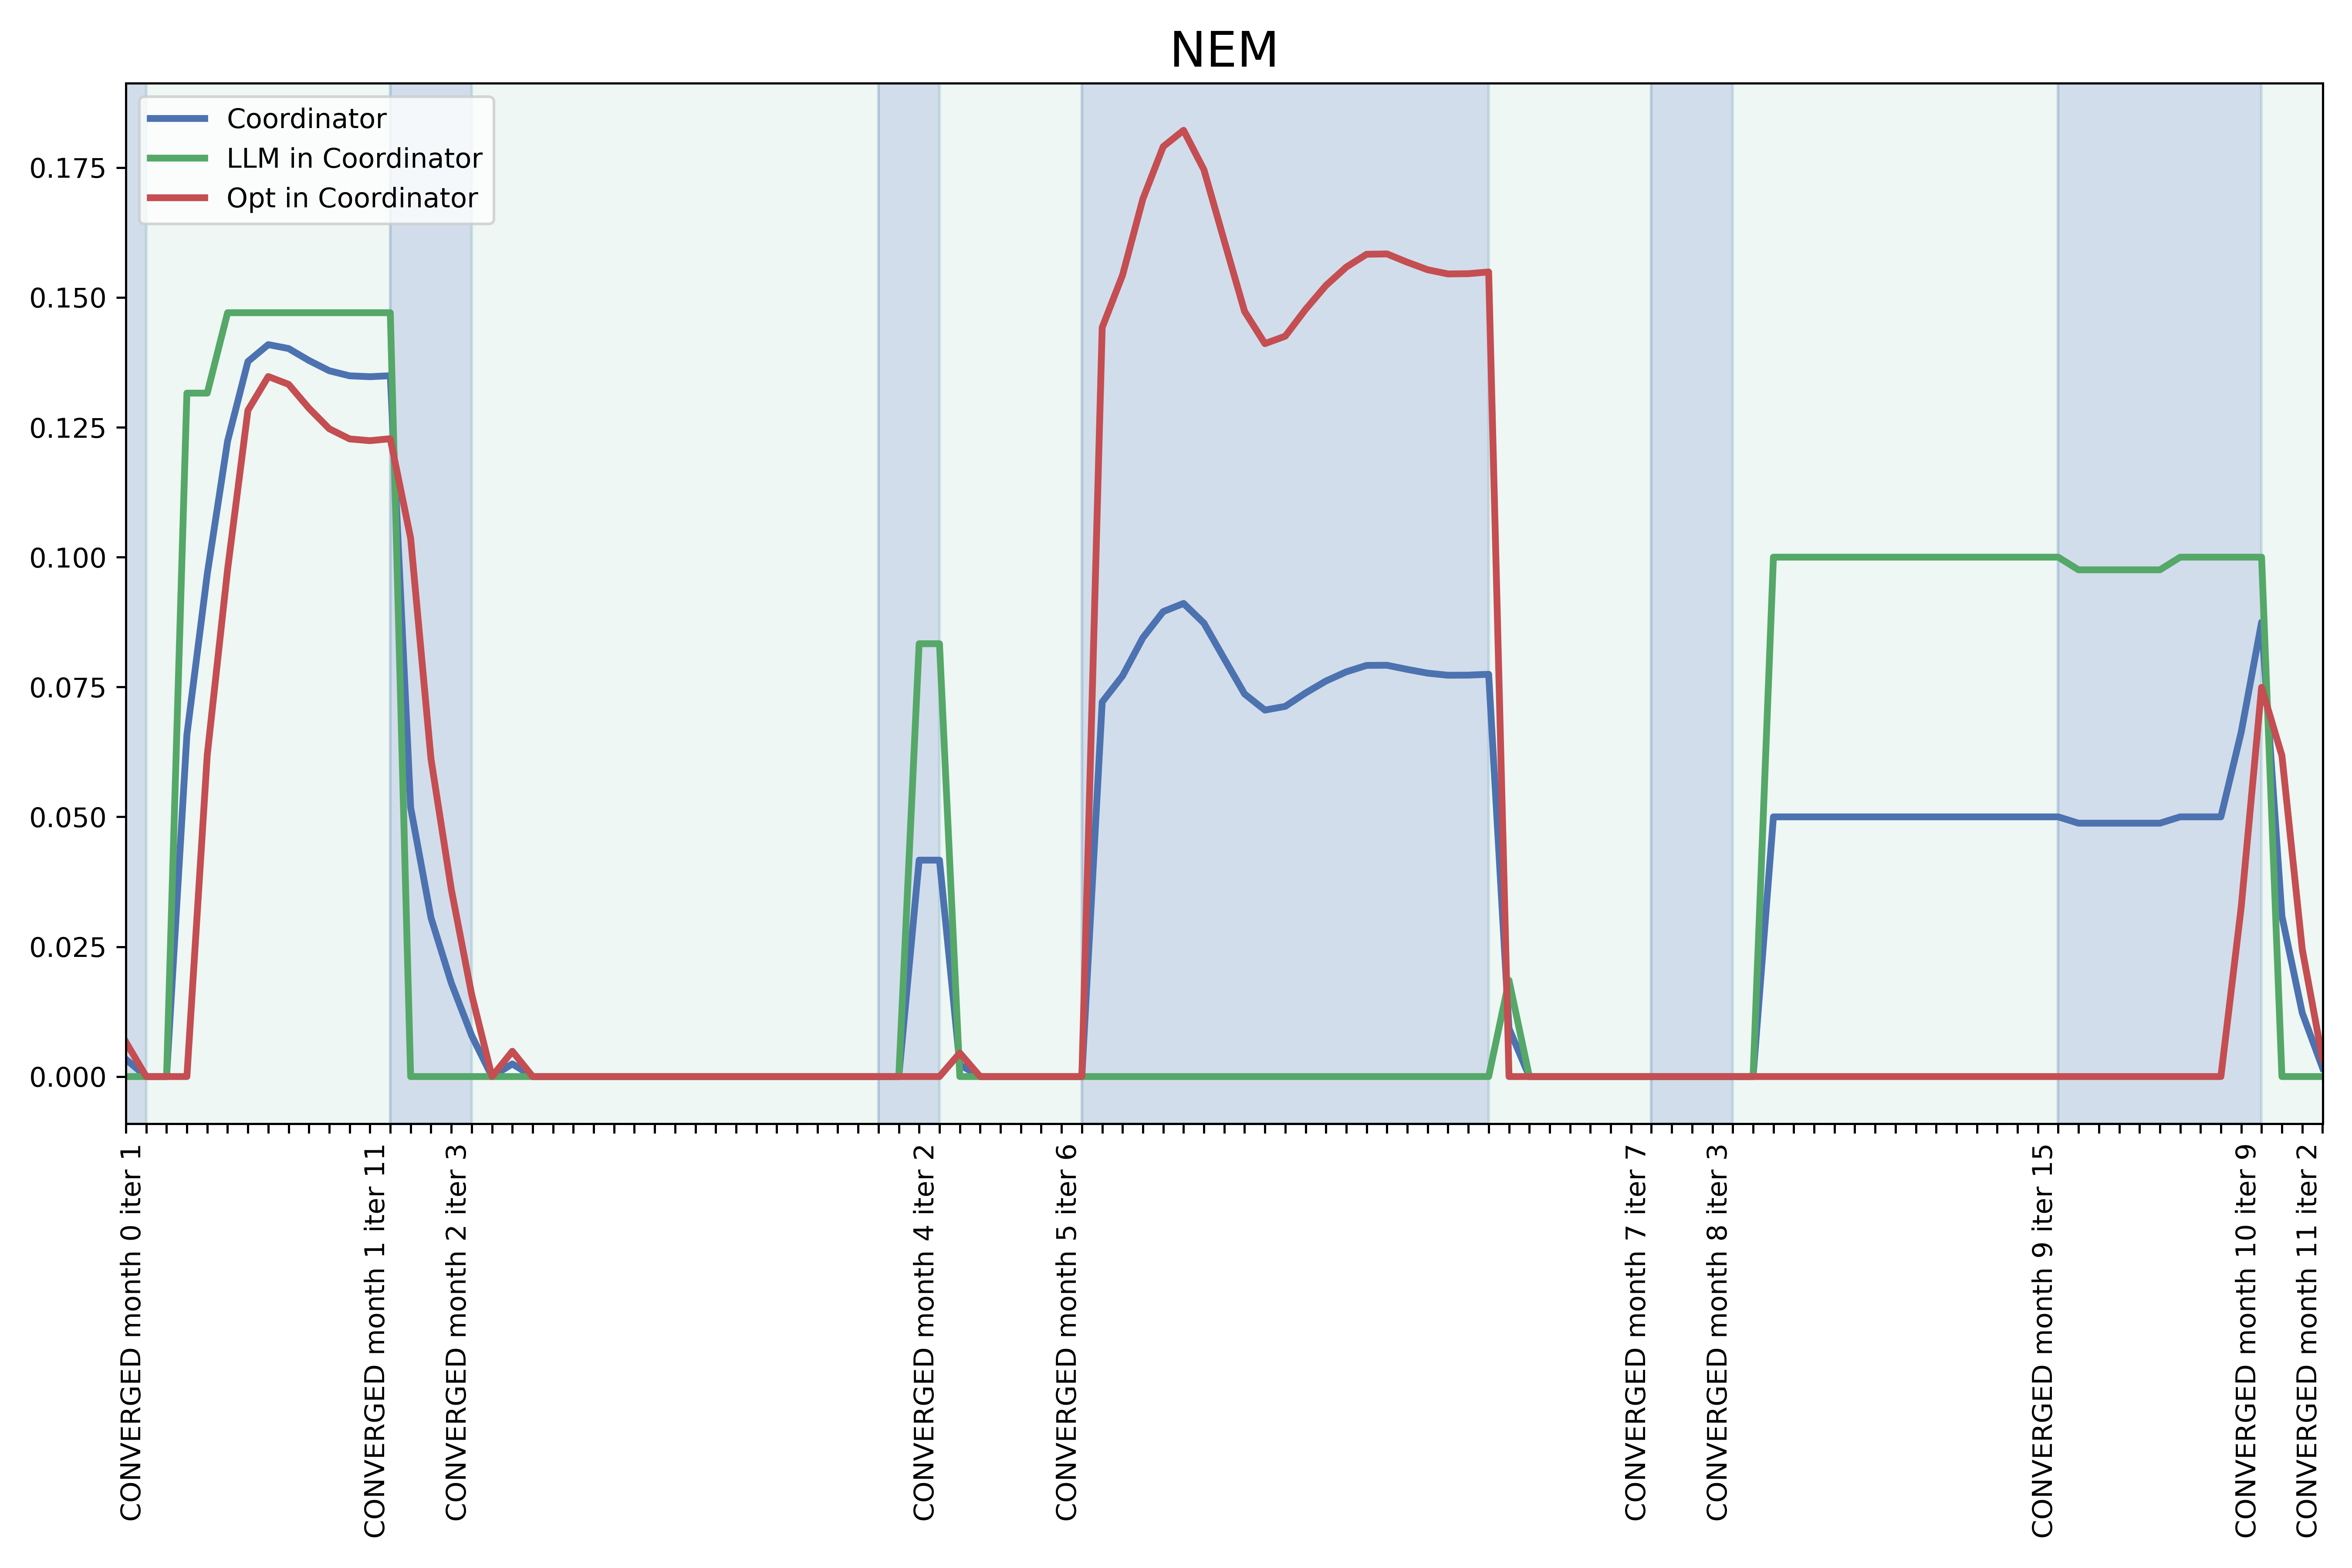 NEM
Coordinator
LLM in Coordinator
Opt in Coordinator
0.175
0.150
0.125
0.100
0.075
0.050
0.025
0.000
CONVERGED month 0 iter 1
CONVERGED month 1 iter 11
CONVERGED month 2 iter 3
CONVERGED month 4 iter 2
CONVERGED month 5 iter 6
CONVERGED month 7 iter 7
CONVERGED month 8 iter 3
CONVERGED month 9 iter 15
CONVERGED month 10 iter 9
CONVERGED month 11 iter 2